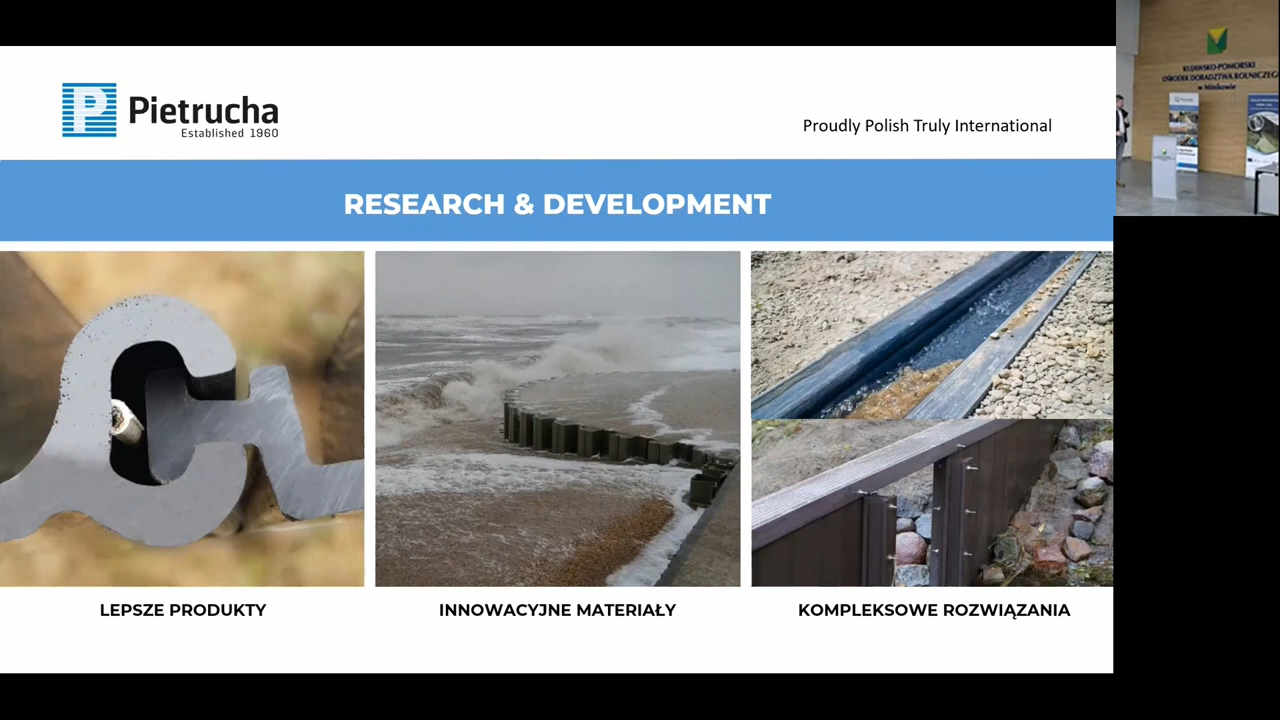 P
Pietrucha
Established 1960
Proudly Polish Truly International
RESEARCH & DEVELOPMENT
LEPSZE PRODUKTY
INNOWACYJNE MATERIAŁY
KOMPLEKSOWE ROZWIĄZANIA
KUJAWSKO-POMORSKI
OŚRODEK DORADZTWA ROLNICZEGO
w Minikowie